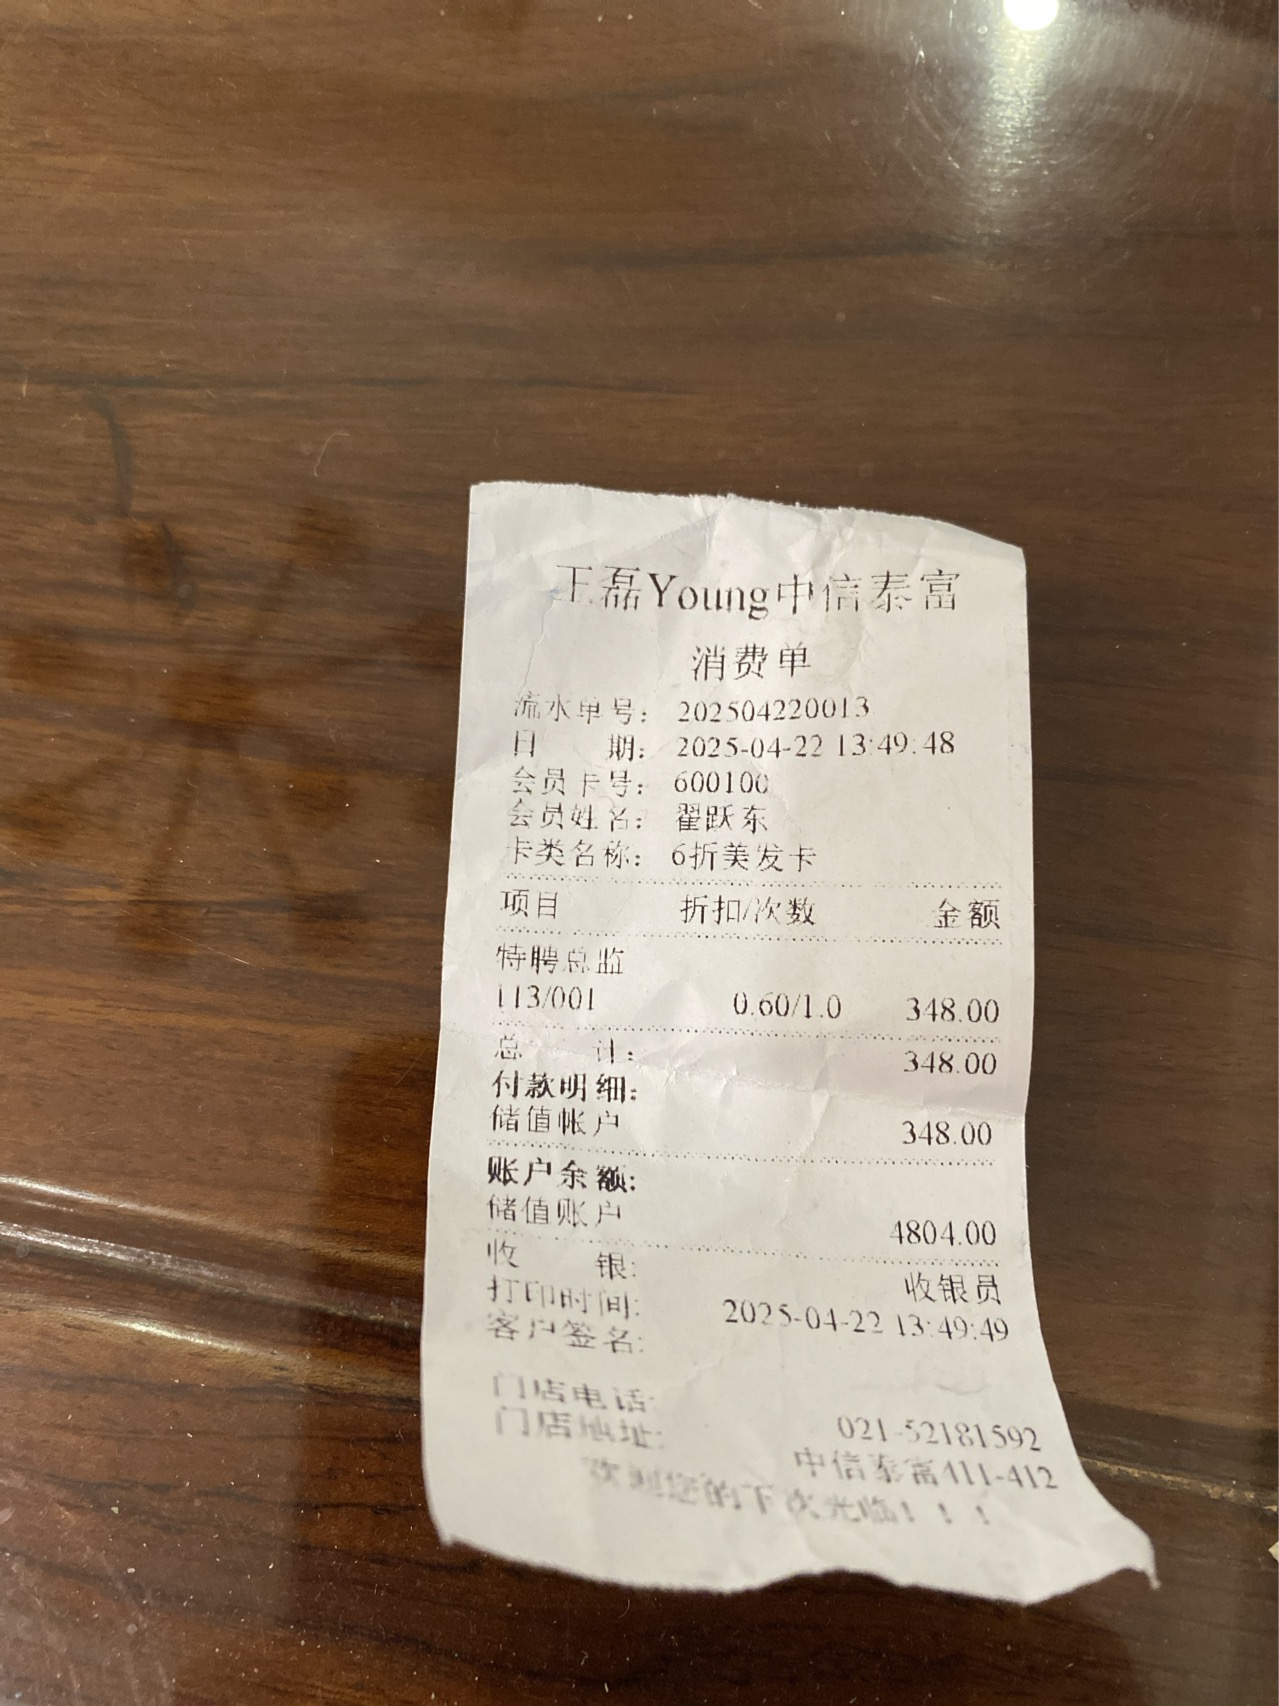 王磊Young中信泰富
消费单
流水单号： 202504220013
日 期： 2025-04-22 13:49:48
会员卡号： 600100
会员姓名： 翟跃东
卡类名称： 6折美发卡
项目 折扣/次数 金额
特聘总监
113/001 0.60/1.0 348.00
总 计： 348.00
付款明细:
储值帐户 348.00
账户余额:
储值账户 4804.00
收 银: 收银员
打印时间: 2025-04-22 13:49:49
客户签名:
门店电话: 021-52181592
门店地址: 中信泰富411-412
欢迎您的下次光临！！！